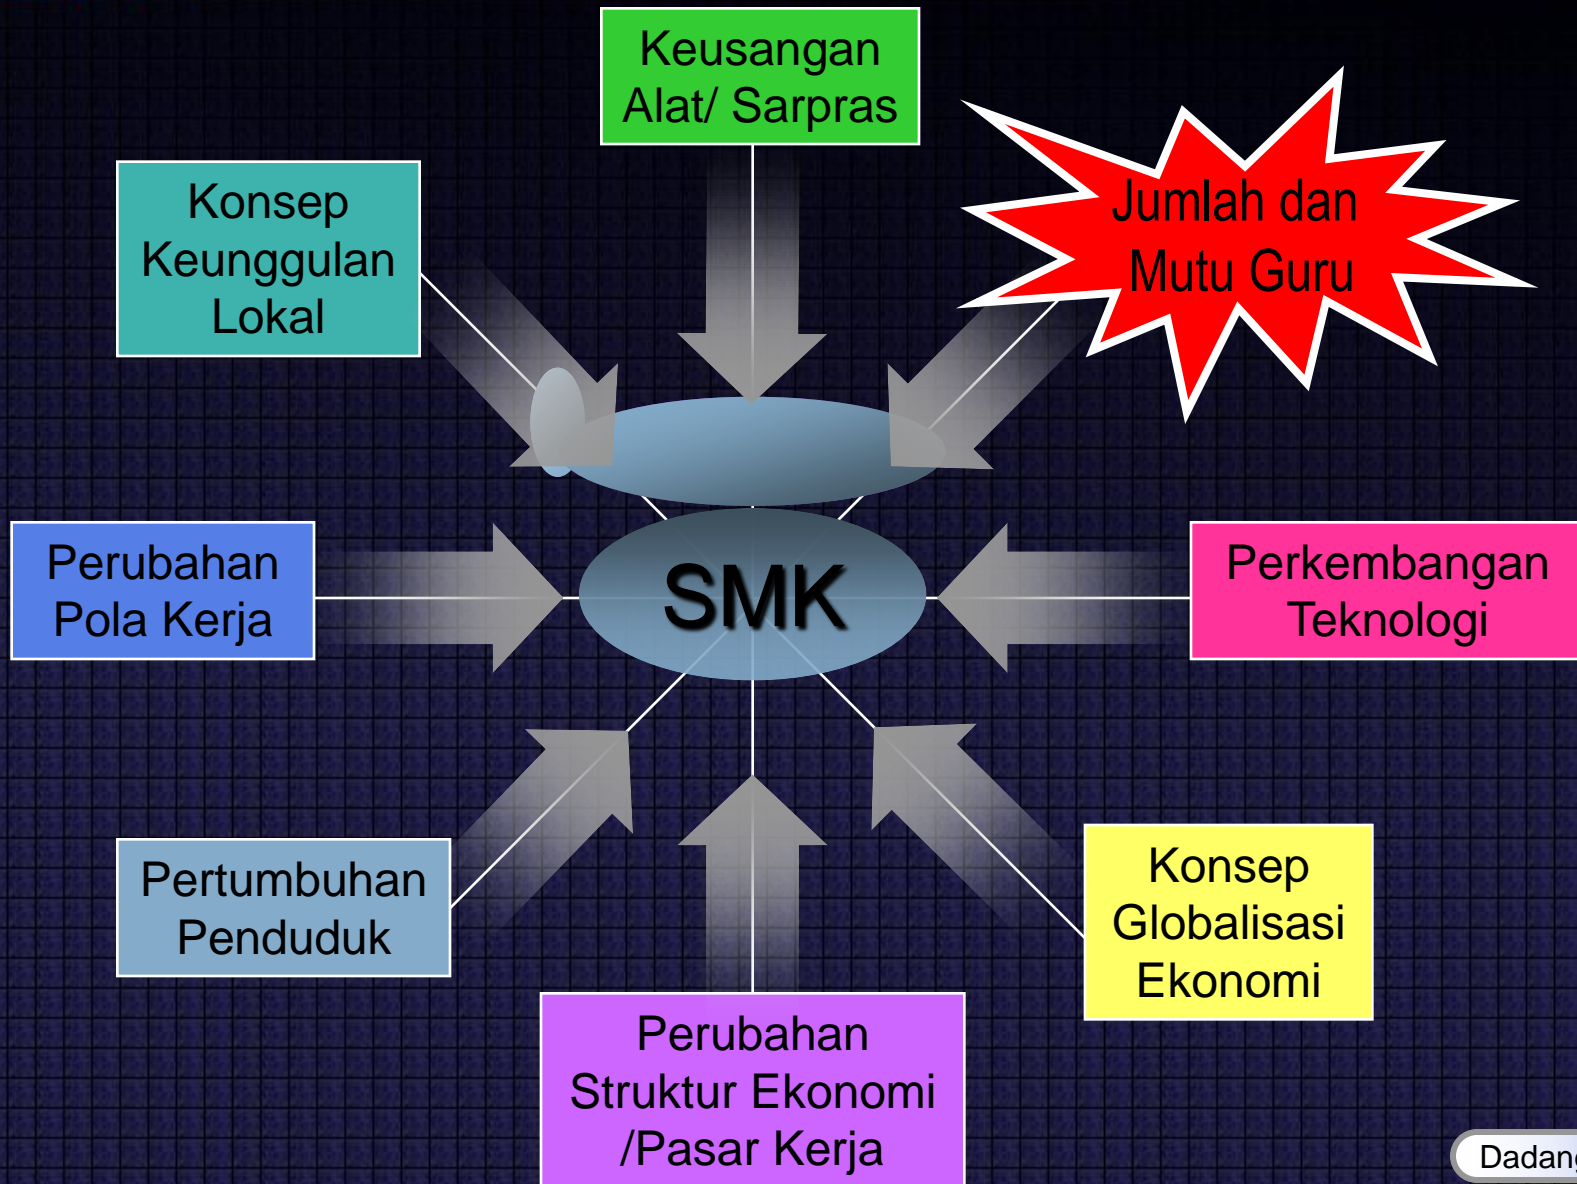 Keusangan
Alat/ Sarpras
Konsep
Keunggulan
Lokal
Jumlah dan
Mutu Guru
Perubahan
Pola Kerja
SMK
Perkembangan
Teknologi
Pertumbuhan
Penduduk
Konsep
Globalisasi
Ekonomi
Perubahan
Struktur Ekonomi
/Pasar Kerja
Dadang